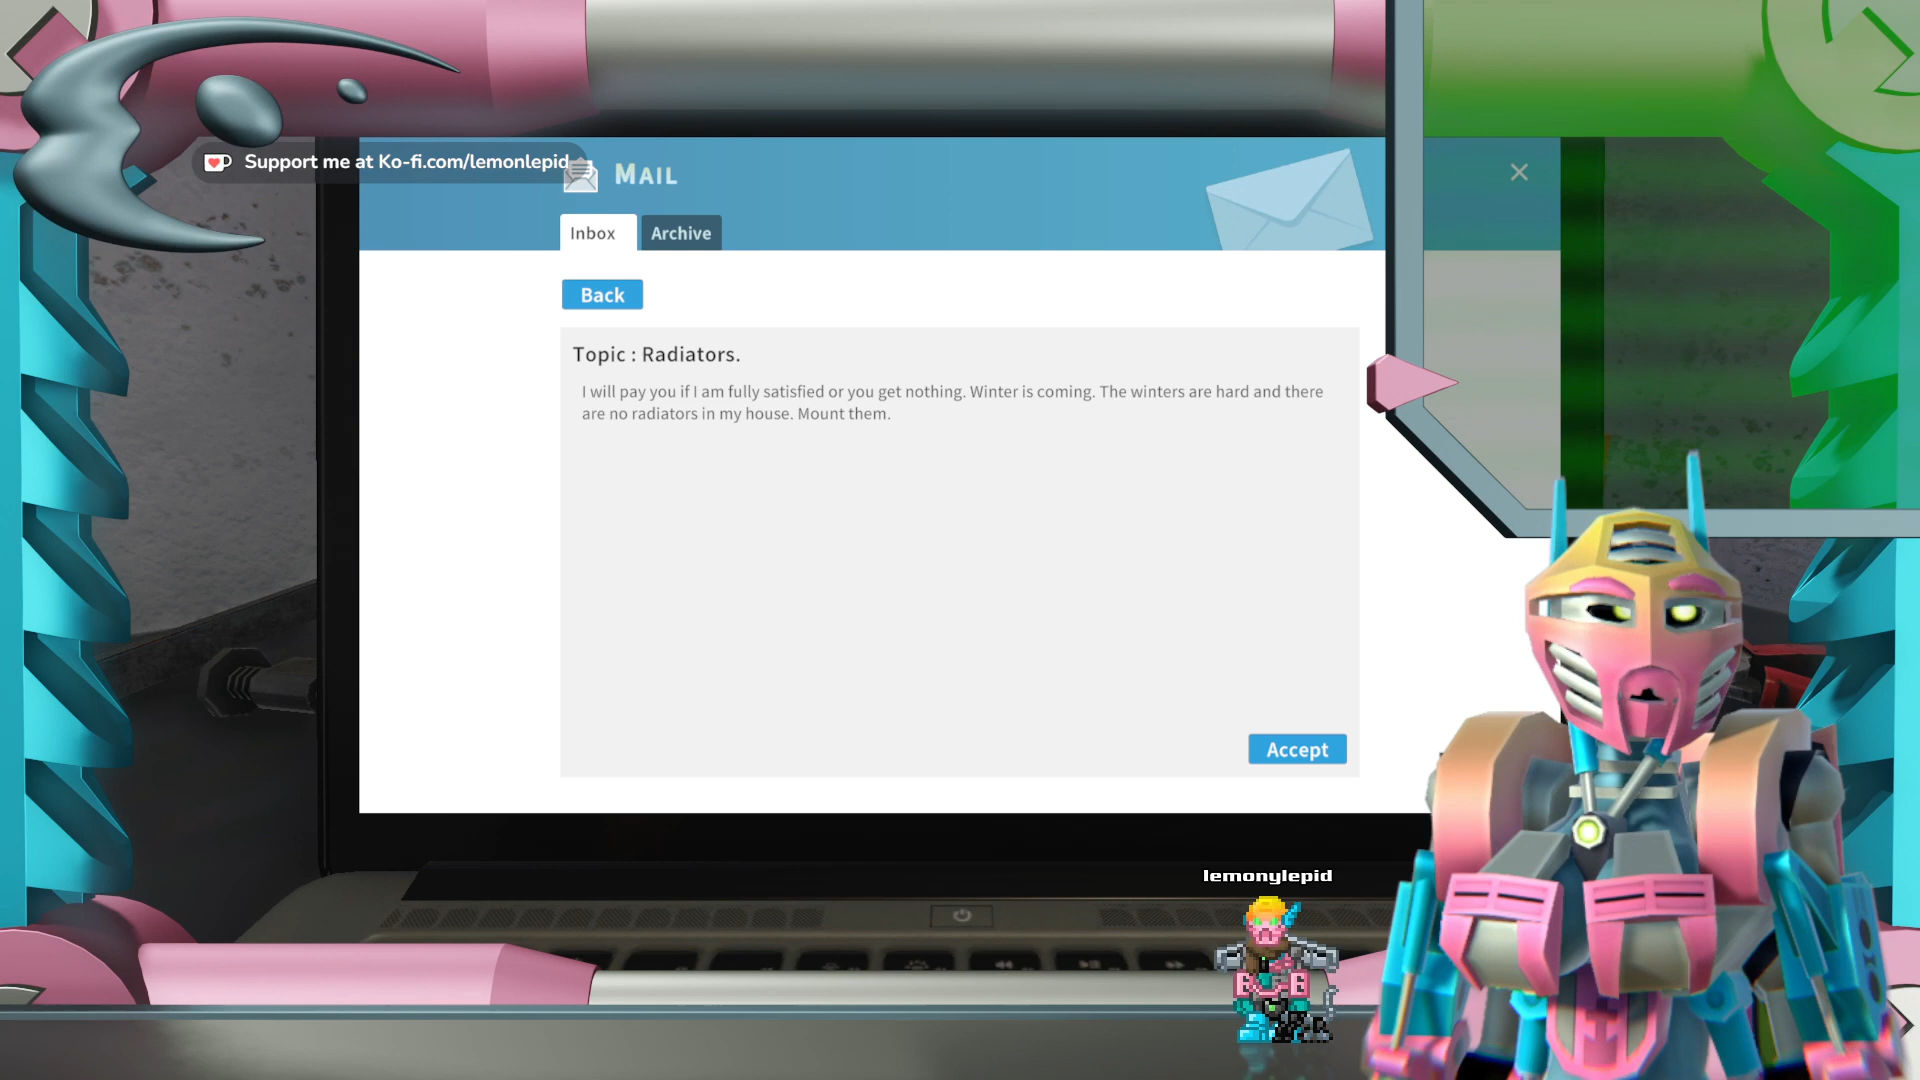 Support me at Ko-fi.com/lemonlepid
MAIL
Inbox
Archive
Back
Topic : Radiators.
I will pay you if I am fully satisfied or you get nothing. Winter is coming. The winters are hard and there
are no radiators in my house. Mount them.
Accept
lemonylepid